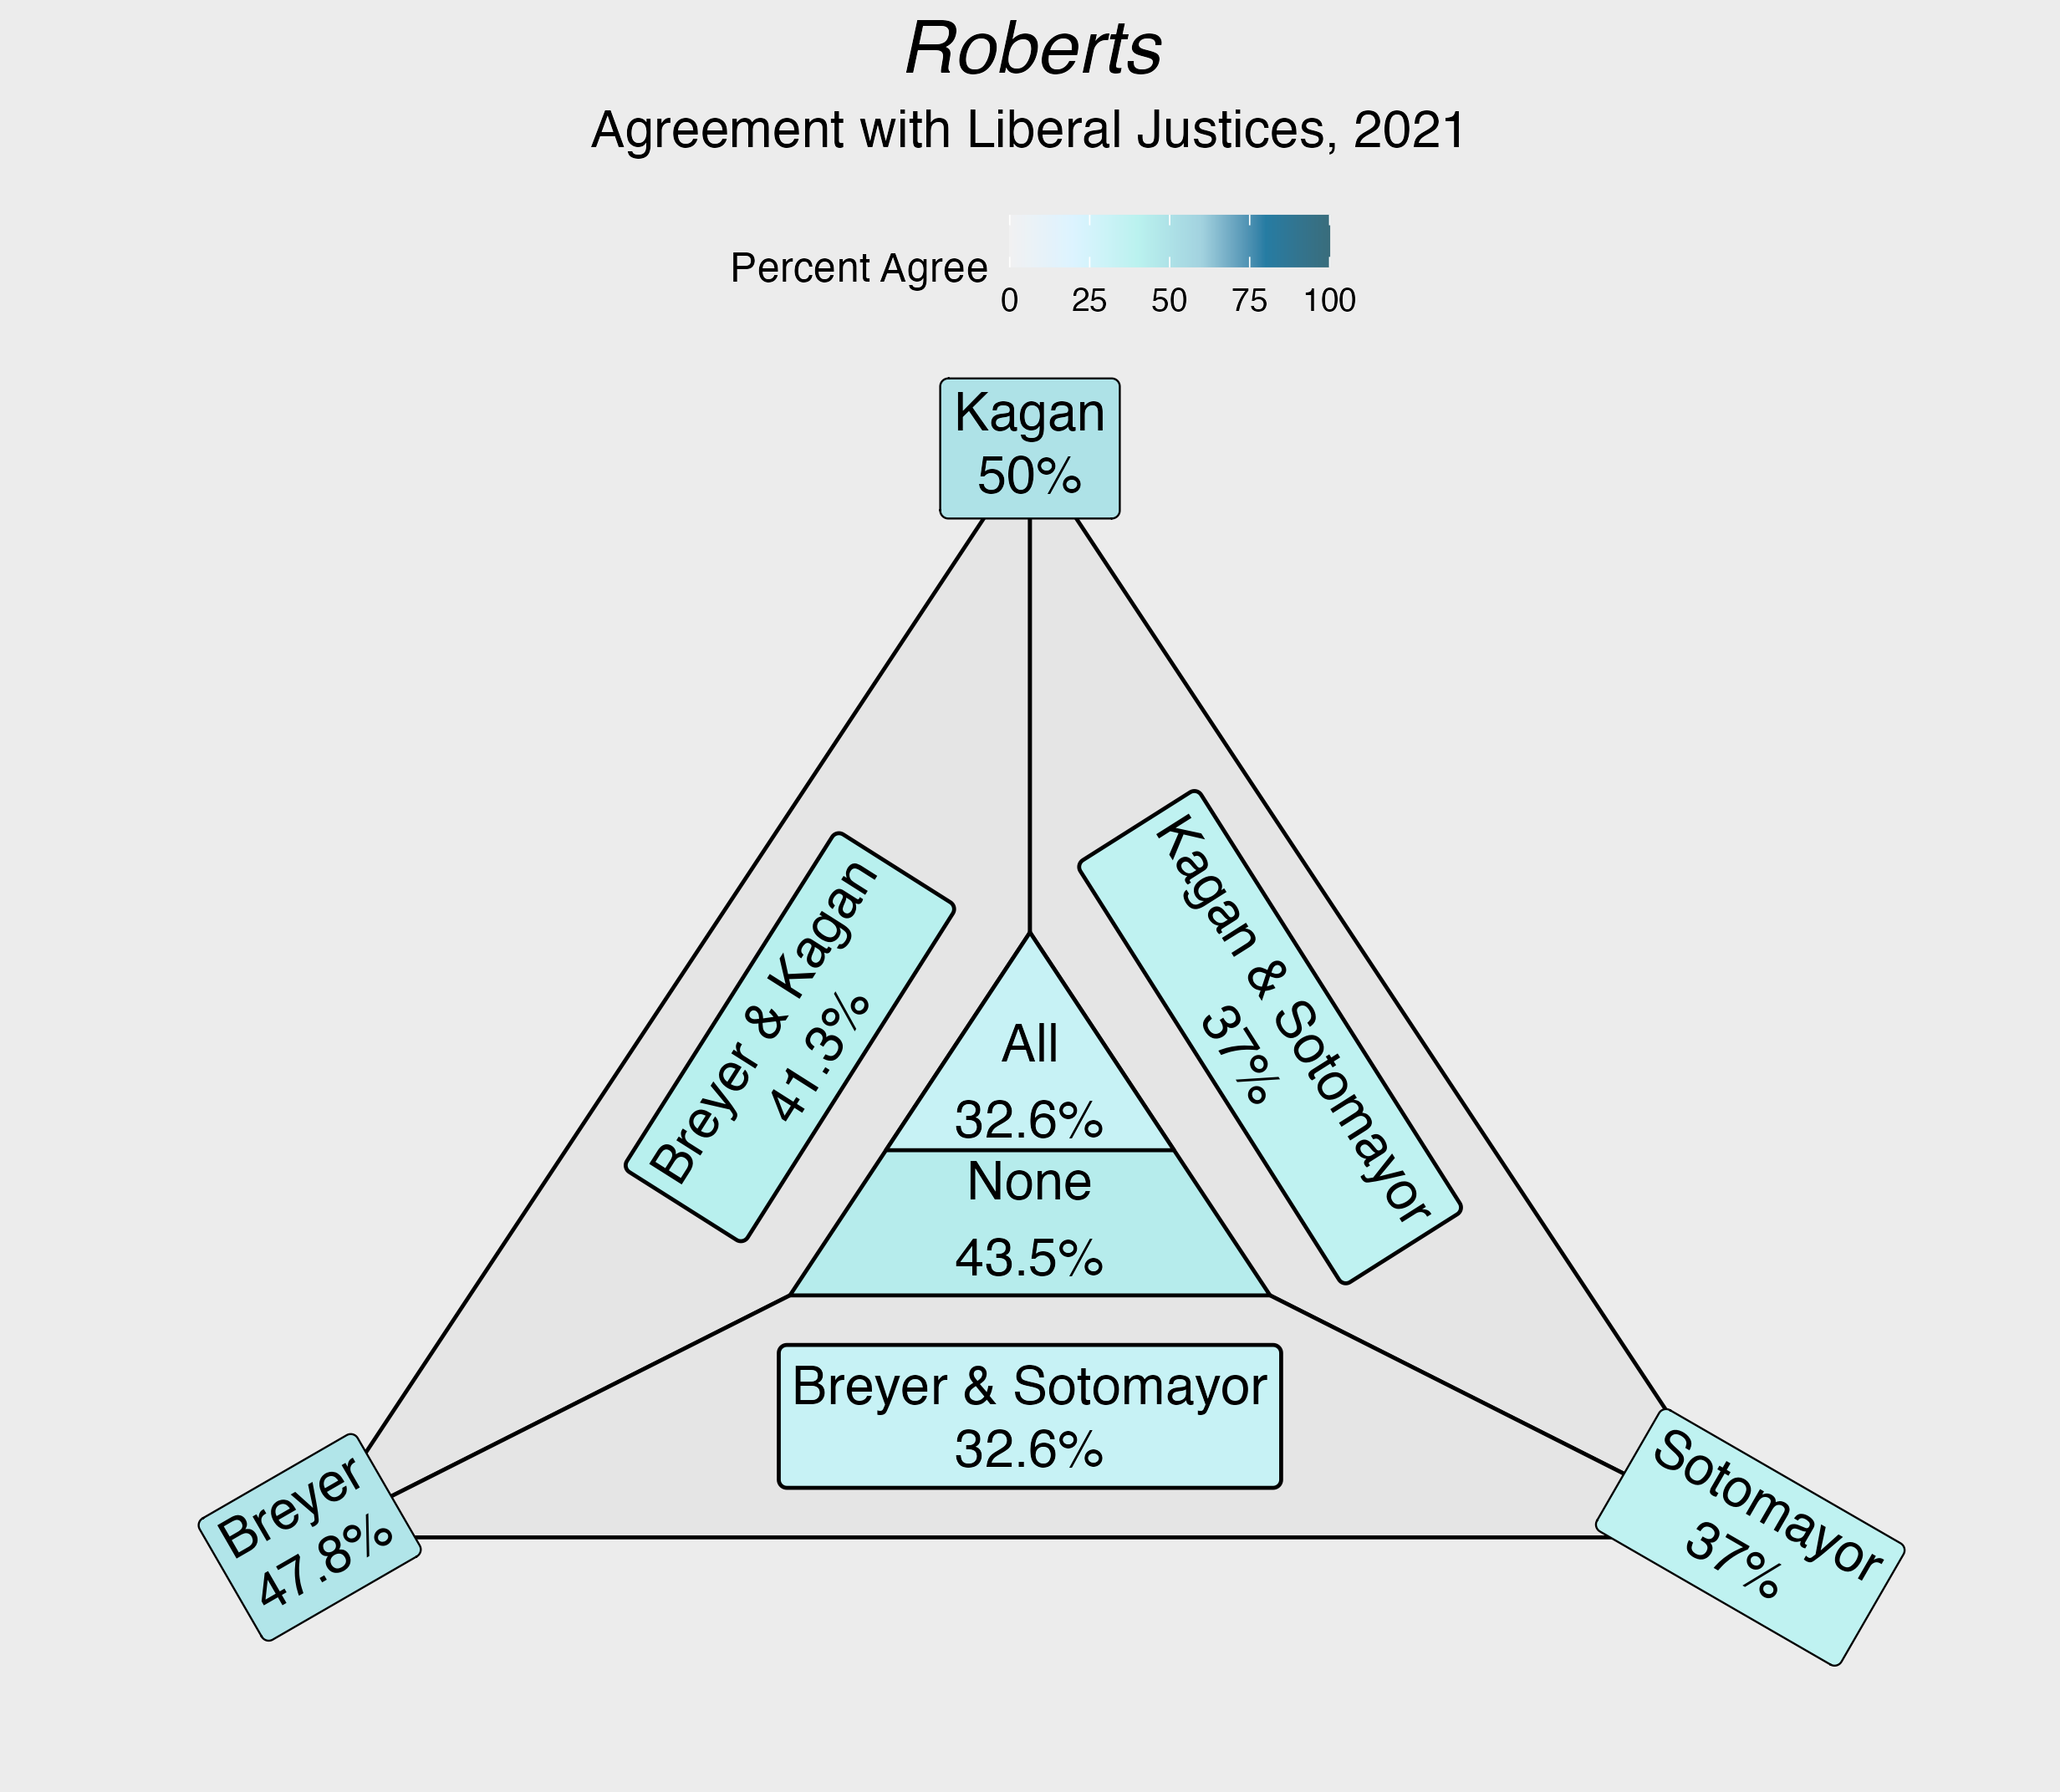 Roberts
Agreement with Liberal Justices, 2021
Percent Agree
0 25 50 75 100
Kagan
50%
Breyer & Kagan
41.3%
Kagan & Sotomayor
37%
All
32.6%
None
43.5%
Breyer & Sotomayor
32.6%
Breyer
47.8%
Sotomayor
37%